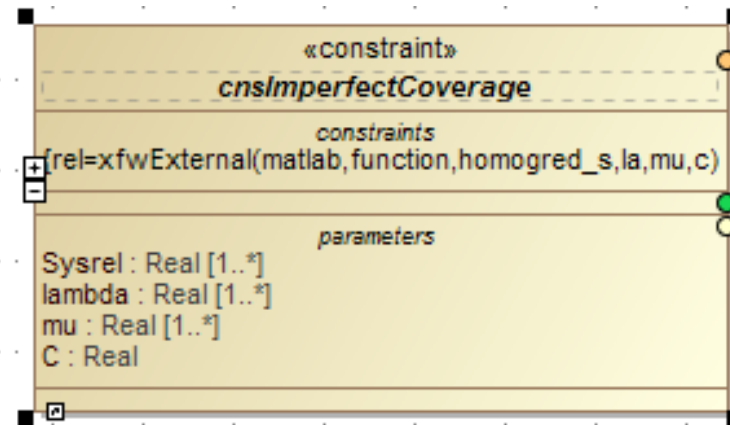 «constraint»
cnsImperfectCoverage
constraints
{rel=xfwExternal(matlab,function,homogred_s,la,mu,c)
parameters
Sysrel : Real [1..*]
lambda : Real [1..*]
mu : Real [1..*]
C : Real